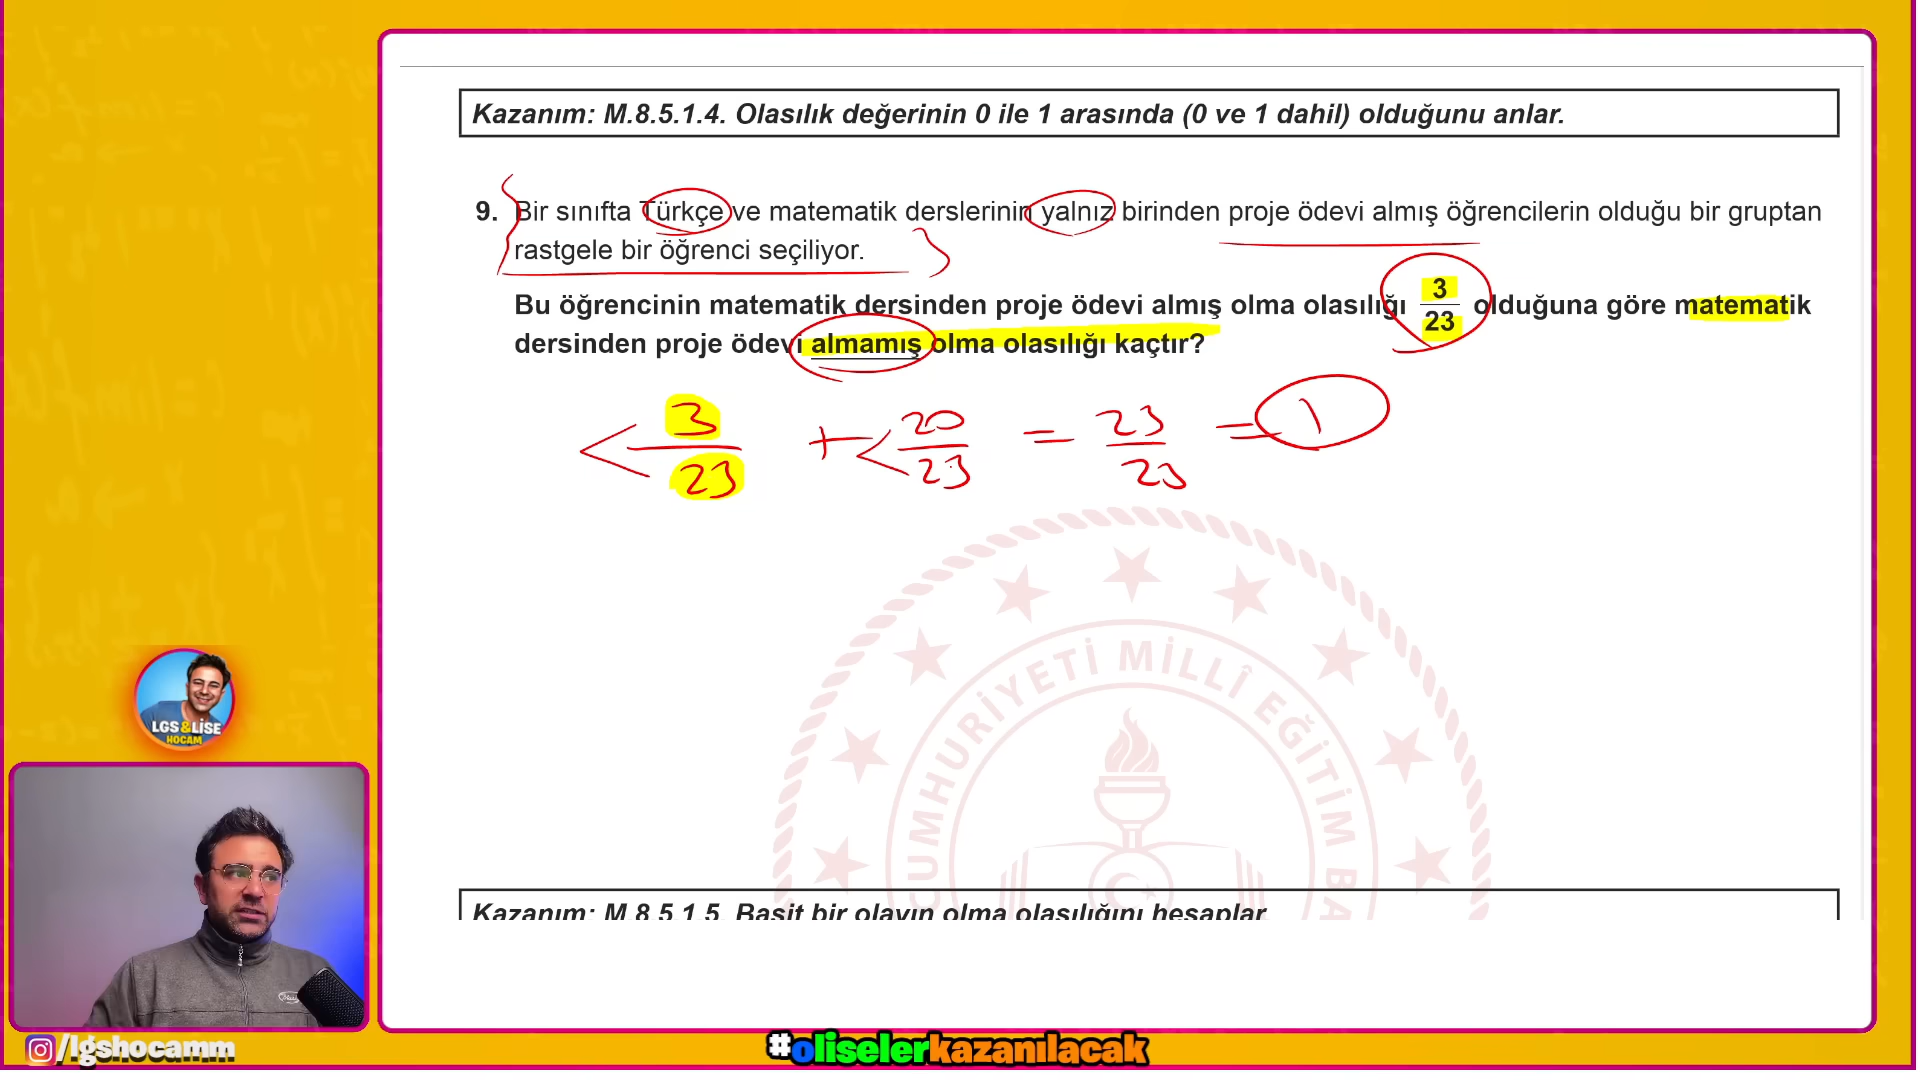 Kazanım: M.8.5.1.4. Olasılık değerinin 0 ile 1 arasında (0 ve 1 dahil) olduğunu anlar.
9. Bir sınıfta Türkçe ve matematik derslerinin yalnız birinden proje ödevi almış öğrencilerin olduğu bir gruptan
rastgele bir öğrenci seçiliyor.
Bu öğrencinin matematik dersinden proje ödevi almış olma olasılığı 3/23 olduğuna göre matematik
dersinden proje ödevi almamış olma olasılığı kaçtır?
3/23 + 20/23 = 23/23 = 1
CUMHURİYETİ MİLLÎ EĞİTİM BA
LGS&LİSE
HOCAM
Kazanım: M.8.5.1.5. Basit bir olayın olma olasılığını hesaplar.
/lgshocamm
#oliselerkazanılacak